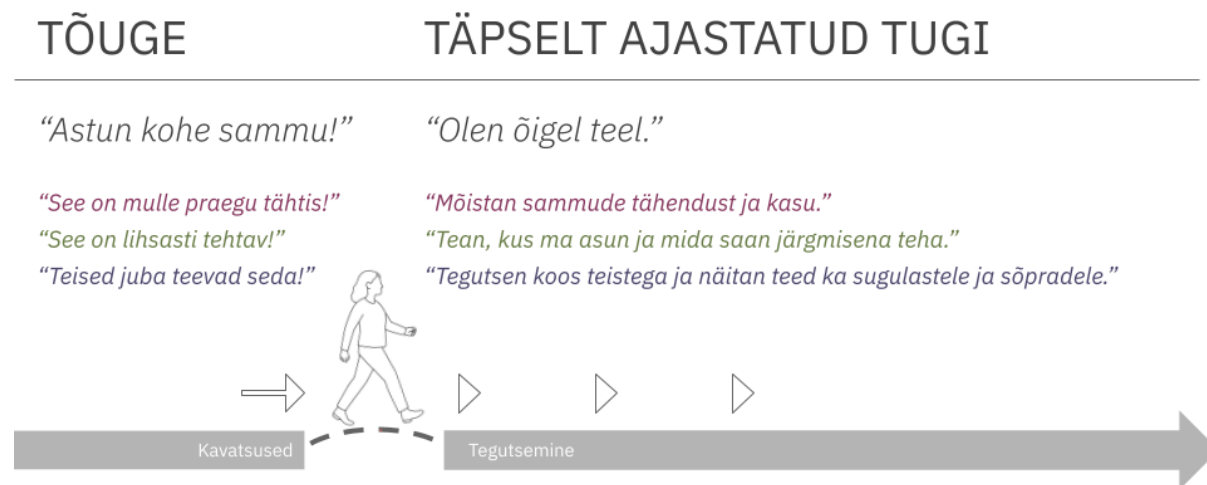 TÕUGE
TÄPSELT AJASTATUD TUGI
“Astun kohe sammu!”
“Olen õigel teel.”
“See on mulle praegu tähtis!”
“Mõistan sammude tähendust ja kasu.”
“See on lihsasti tehtav!”
“Tean, kus ma asun ja mida saan järgmisena teha.”
“Teised juba teevad seda!”
“Tegutsen koos teistega ja näitan teed ka sugulastele ja sõpradele.”
Kavatsused
Tegutsemine